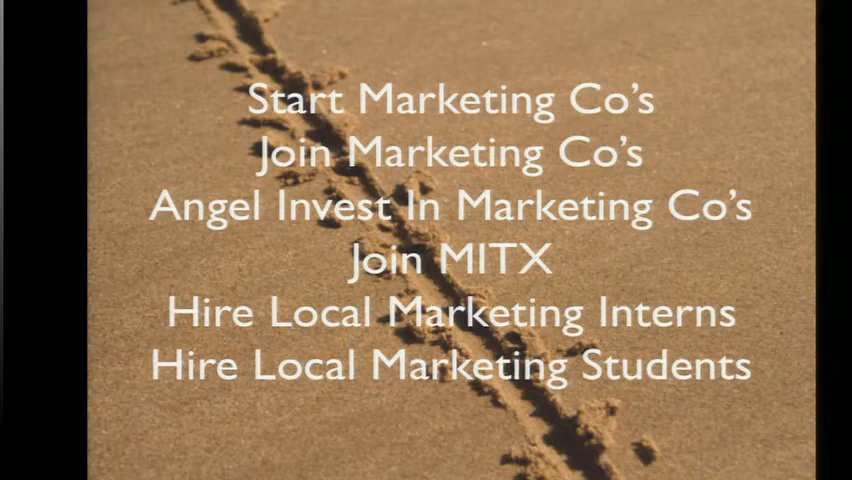 Start Marketing Co's
Join Marketing Co's
Angel Invest In Marketing Co's
Join MITX
Hire Local Marketing Interns
Hire Local Marketing Students